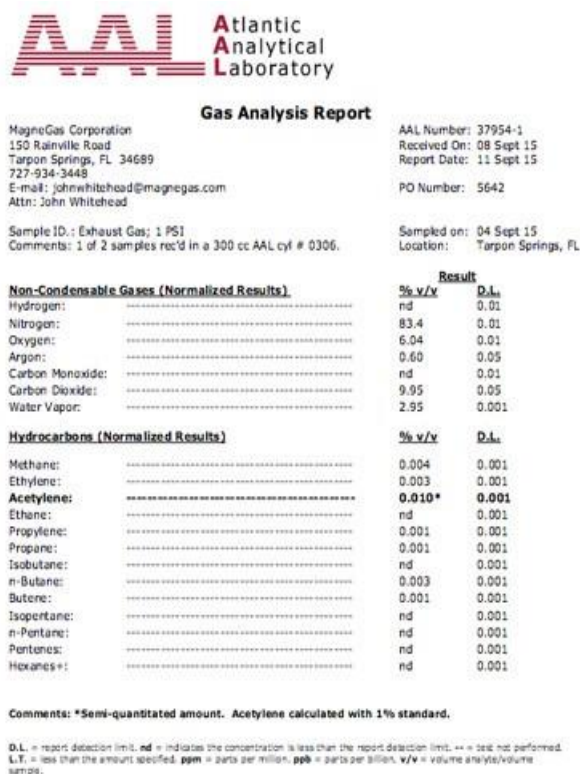 AAL Atlantic
Analytical
Laboratory
Gas Analysis Report
MagneGas Corporation AAL Number: 37954-1
150 Rainville Road Received On: 08 Sept 15
Tarpon Springs, FL 34689 Report Date: 11 Sept 15
727-934-3448
E-mail: johnwhitehead@magnegas.com PO Number: 5642
Attn: John Whitehead
Sample ID.: Exhaust Gas; 1 PSI Sampled on: 04 Sept 15
Comments: 1 of 2 samples rec'd in a 300 cc AAL cyl # 0306. Location: Tarpon Springs, FL
Result
Non-Condensable Gases (Normalized Results) % v/v D.L.
Hydrogen: nd 0.01
Nitrogen: 83.4 0.01
Oxygen: 6.04 0.01
Argon: 0.60 0.05
Carbon Monoxide: nd 0.01
Carbon Dioxide: 9.95 0.05
Water Vapor: 2.95 0.001
Hydrocarbons (Normalized Results) % v/v D.L.
Methane: 0.004 0.001
Ethylene: 0.003 0.001
Acetylene: 0.010* 0.001
Ethane: nd 0.001
Propylene: 0.001 0.001
Propane: 0.001 0.001
Isobutane: nd 0.001
n-Butane: 0.003 0.001
Butene: 0.001 0.001
Isopentane: nd 0.001
n-Pentane: nd 0.001
Pentenes: nd 0.001
Hexanes+: nd 0.001
Comments: *Semi-quantitated amount. Acetylene calculated with 1% standard.
D.L. = report detection limit. nd = indicates the concentration is less than the report detection limit. -- = test not performed.
L.T. = less than the amount specified. ppm = parts per million. ppb = parts per billion. v/v = volume analyte/volume
sample.